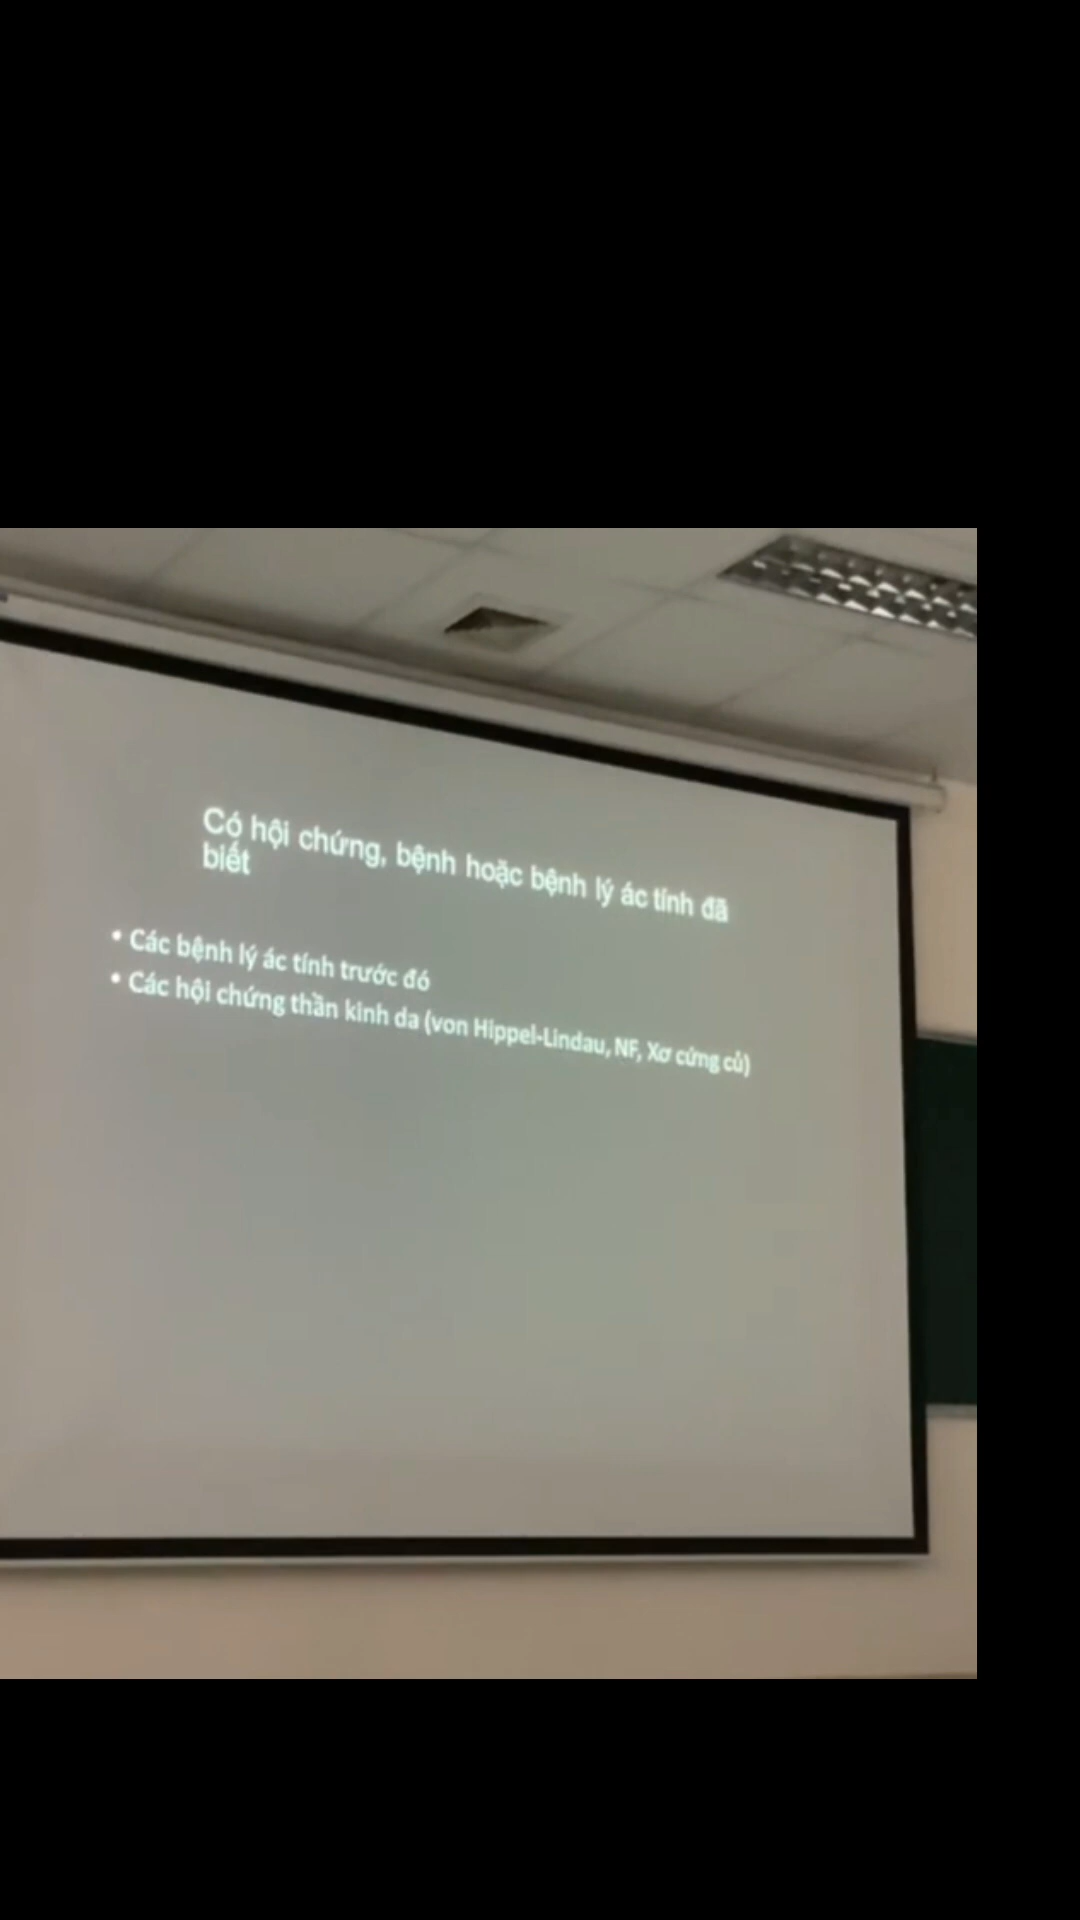 Có hội chứng, bệnh hoặc bệnh lý ác tính đã
biết
• Các bệnh lý ác tính trước đó
• Các hội chứng thần kinh da (von Hippel-Lindau, NF, Xơ cứng củ)